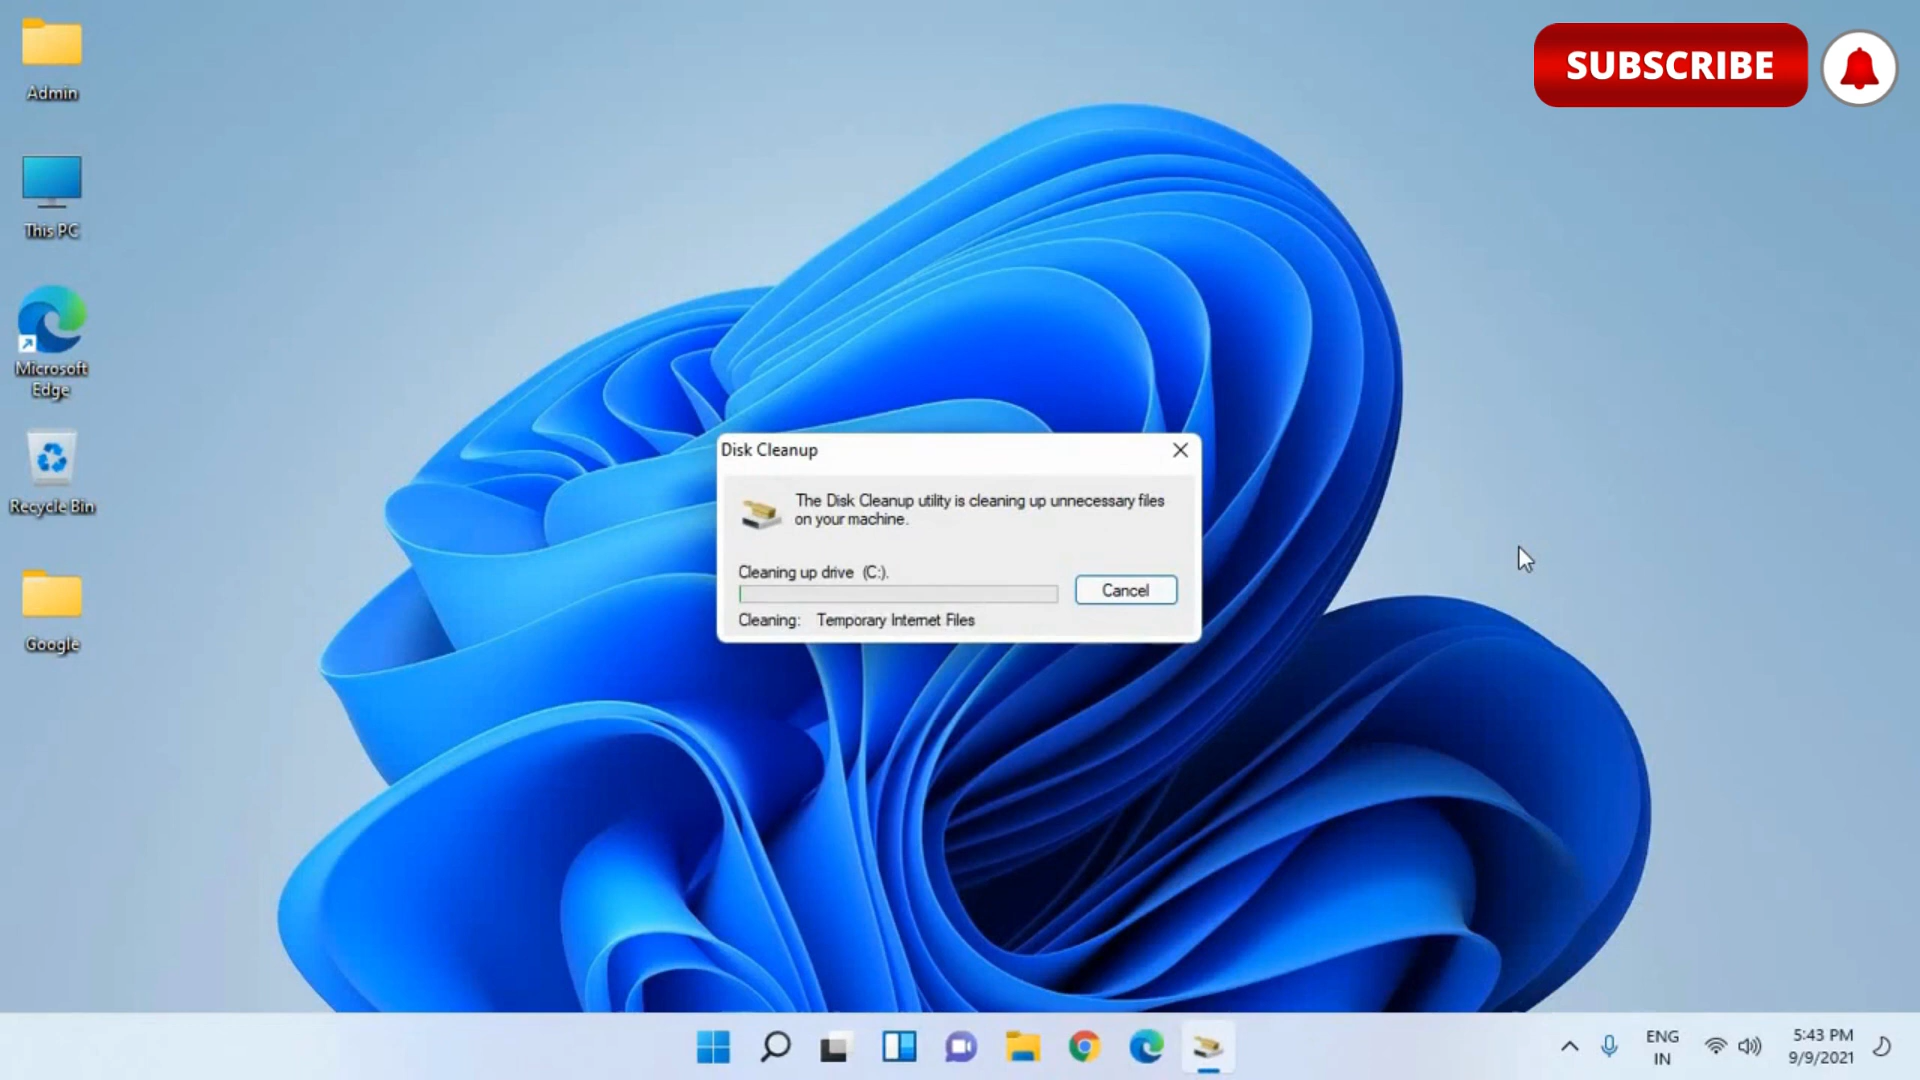 Admin
This PC
Microsoft
Edge
Recycle Bin
Google
SUBSCRIBE
Disk Cleanup
The Disk Cleanup utility is cleaning up unnecessary files
on your machine.
Cleaning up drive (C:).
Cancel
Cleaning: Temporary Internet Files
ENG
IN
5:43 PM
9/9/2021